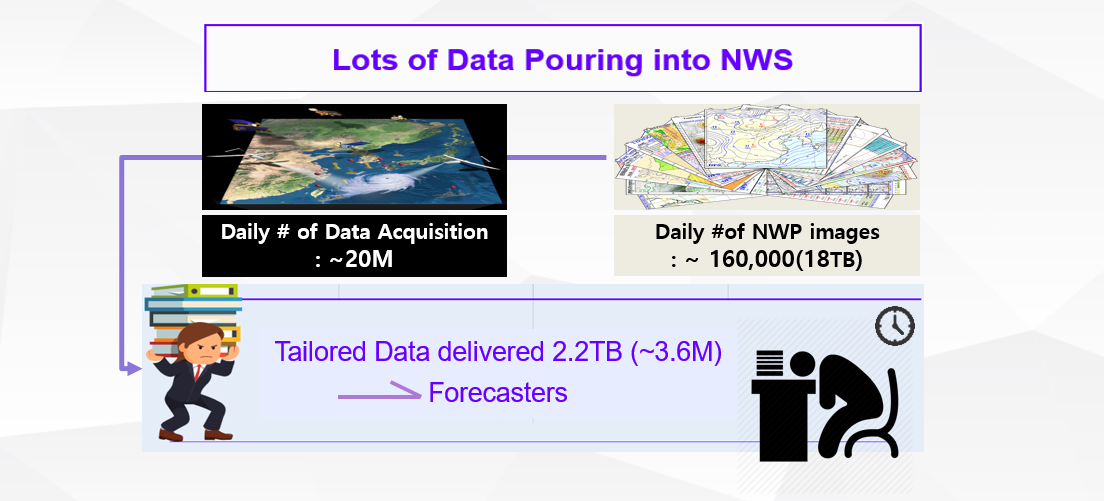 Lots of Data Pouring into NWS
Daily # of Data Acquisition
: ~20M
Daily #of NWP images
: ~ 160,000(18TB)
Tailored Data delivered 2.2TB (~3.6M)
Forecasters